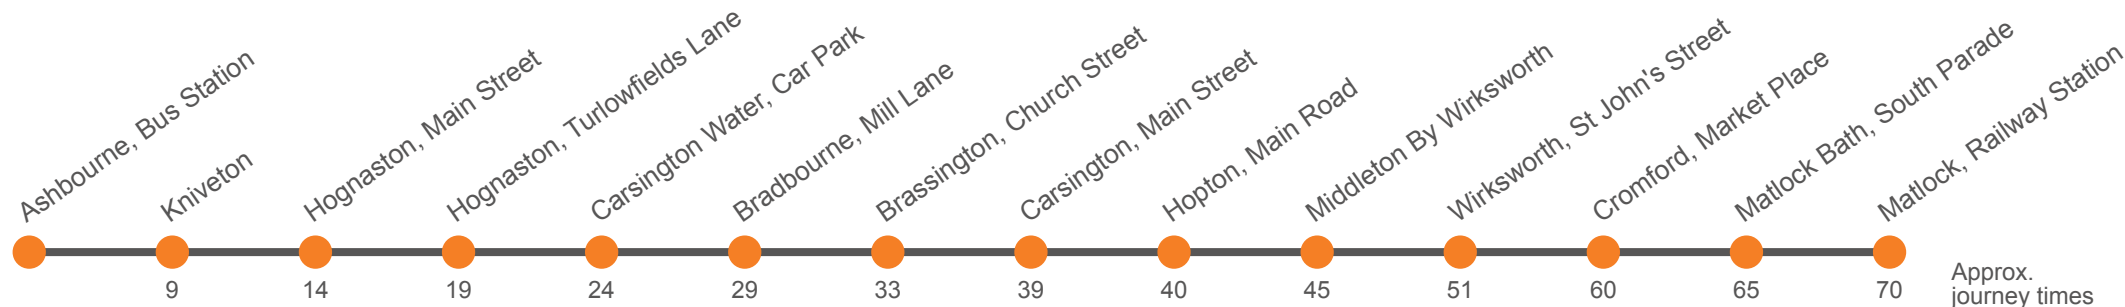 Ashbourne, Bus Station
Kniveton
Hognaston, Main Street
Hognaston, Turlowfields Lane
Carsington Water, Car Park
Bradbourne, Mill Lane
Brassington, Church Street
Carsington, Main Street
Hopton, Main Road
Middleton By Wirksworth
Wirksworth, St John's Street
Cromford, Market Place
Matlock Bath, South Parade
Matlock, Railway Station
9 14 19 24 29 33 39 40 45 51 60 65 70
Approx.
journey times